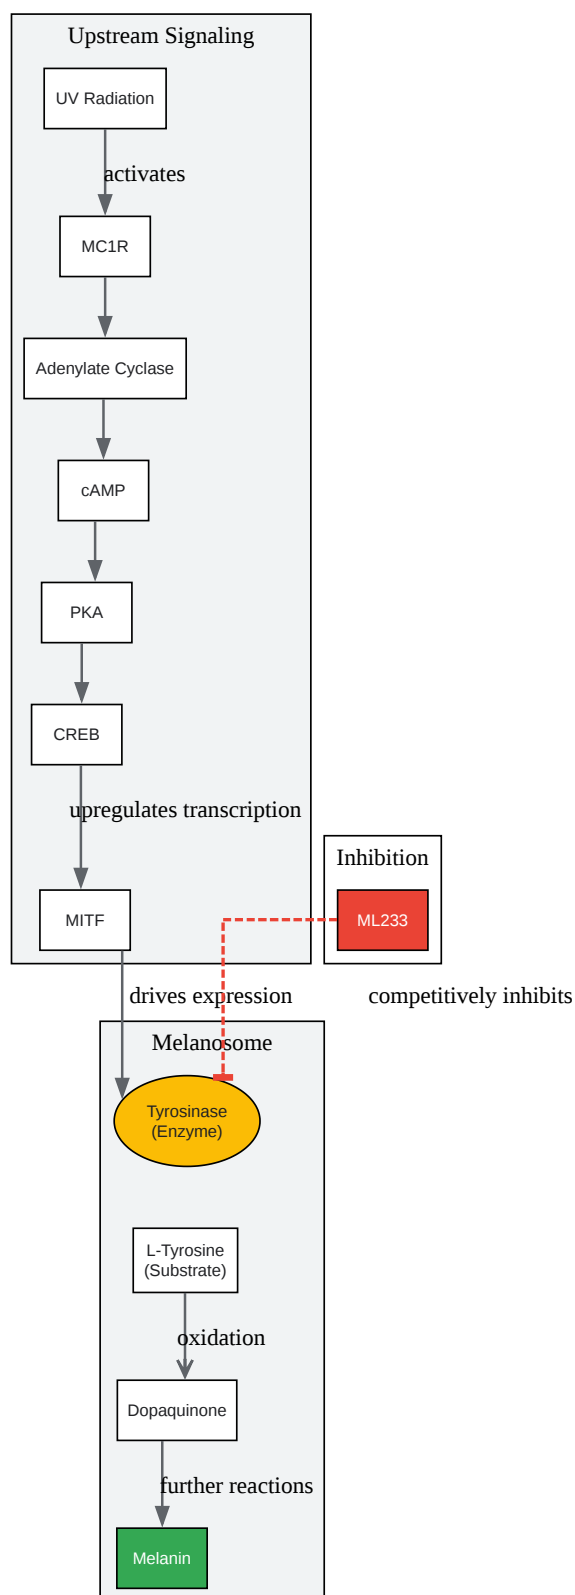 Upstream Signaling
UV Radiation
activates
MC1R
Adenylate Cyclase
cAMP
PKA
CREB
upregulates transcription
Inhibition
MITF
ML233
drives expression
competitively inhibits
Melanosome
Tyrosinase
(Enzyme)
L-Tyrosine
(Substrate)
oxidation
Dopaquinone
further reactions
Melanin